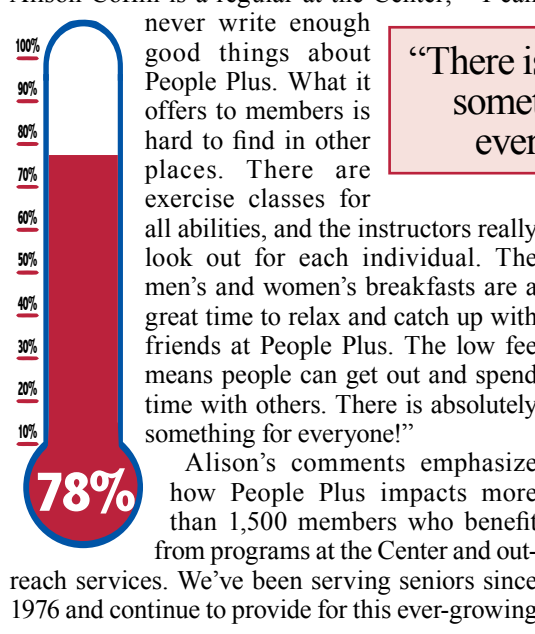 never write enough
good things about
People Plus. What it
offers to members is
hard to find in other
places. There are
exercise classes for
all abilities, and the instructors really
look out for each individual. The
men’s and women’s breakfasts are a
great time to relax and catch up with
friends at People Plus. The low fee
means people can get out and spend
time with others. There is absolutely
something for everyone!”
Alison’s comments emphasize
how People Plus impacts more
than 1,500 members who benefit
from programs at the Center and out-
reach services. We’ve been serving seniors since
1976 and continue to provide for this ever-growing
“There is
100%
90%
80%
70%
60%
50%
40%
30%
20%
10%
78%